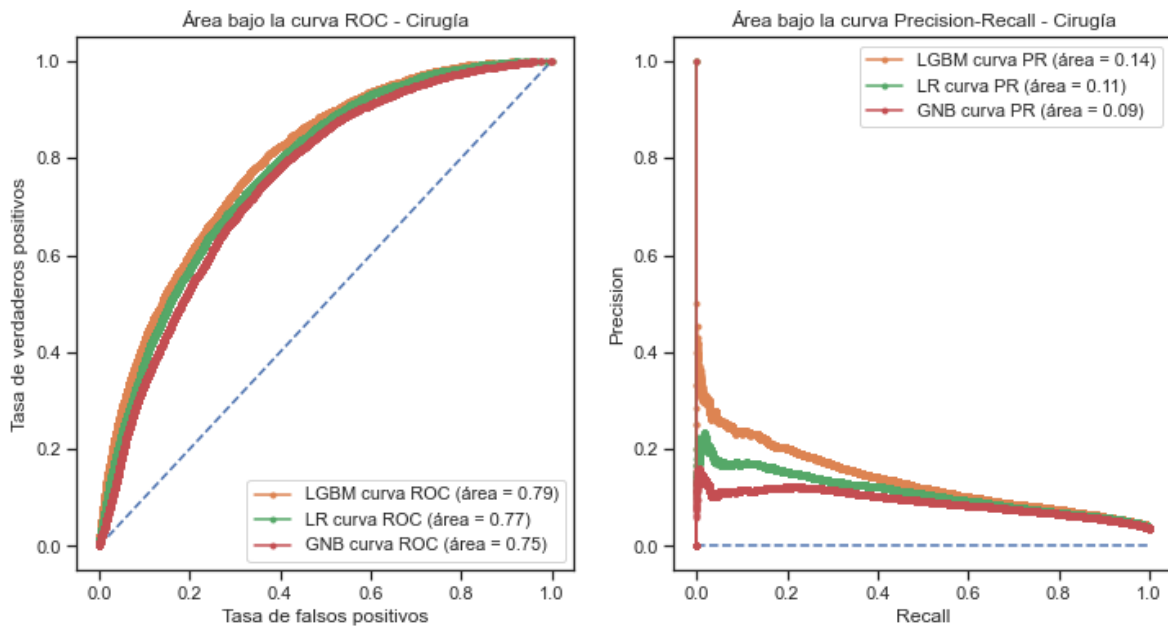 Área bajo la curva ROC - Cirugía
Tasa de verdaderos positivos
1.0
0.8
0.6
0.4
0.2
0.0
LGBM curva ROC (área = 0.79)
LR curva ROC (área = 0.77)
GNB curva ROC (área = 0.75)
0.0 0.2 0.4 0.6 0.8 1.0
Tasa de falsos positivos
Área bajo la curva Precision-Recall - Cirugía
Precision
1.0
0.8
0.6
0.4
0.2
0.0
LGBM curva PR (área = 0.14)
LR curva PR (área = 0.11)
GNB curva PR (área = 0.09)
0.0 0.2 0.4 0.6 0.8 1.0
Recall